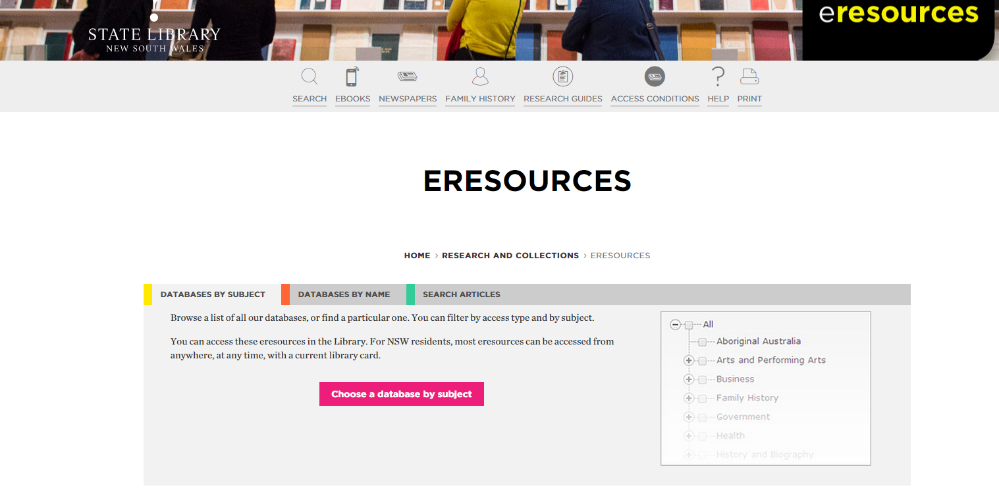 STATE LIBRARY
NEW SOUTH WALES
eresources
SEARCH EBOOKS NEWSPAPERS FAMILY HISTORY RESEARCH GUIDES ACCESS CONDITIONS HELP PRINT
ERESOURCES
HOME > RESEARCH AND COLLECTIONS > ERESOURCES
DATABASES BY SUBJECT DATABASES BY NAME SEARCH ARTICLES
Browse a list of all our databases, or find a particular one. You can filter by access type and by subject.
You can access these eresources in the Library. For NSW residents, most eresources can be accessed from
anywhere, at any time, with a current library card.
Choose a database by subject
All
Aboriginal Australia
Arts and Performing Arts
Business
Family History
Government
Health
History and Biography